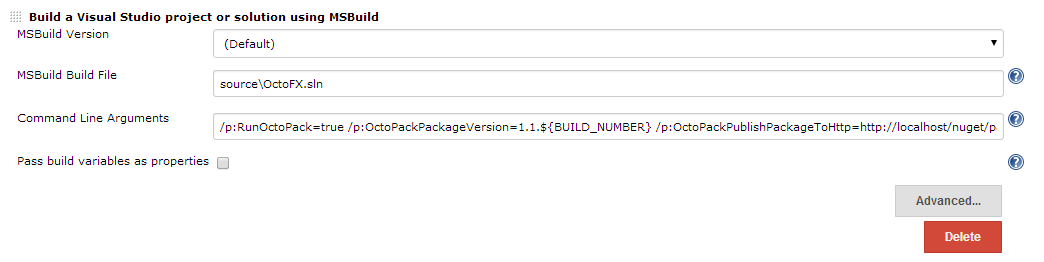 Build a Visual Studio project or solution using MSBuild
MSBuild Version
(Default)
MSBuild Build File
source\OctoFX.sln
Command Line Arguments
/p:RunOctoPack=true /p:OctoPackPackageVersion=1.1.${BUILD_NUMBER} /p:OctoPackPublishPackageToHttp=http://localhost/nuget/p
Pass build variables as properties
Advanced...
Delete